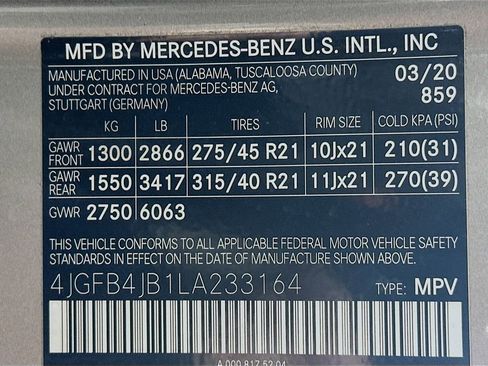 MFD BY MERCEDES-BENZ U.S. INTL., INC
MANUFACTURED IN USA (ALABAMA, TUSCALOOSA COUNTY) 03/20
UNDER CONTRACT FOR MERCEDES-BENZ AG, 859
STUTTGART (GERMANY)
KG LB TIRES RIM SIZE COLD KPA (PSI)
GAWR FRONT 1300 2866 275/45 R21 10Jx21 210(31)
GAWR REAR 1550 3417 315/40 R21 11Jx21 270(39)
GVWR 2750 6063
THIS VEHICLE CONFORMS TO ALL APPLICABLE FEDERAL MOTOR VEHICLE SAFETY
STANDARDS IN EFFECT ON THE DATE OF MANUFACTURE SHOWN ABOVE.
4JGFB4JB1LA233164 TYPE: MPV
A 000 817 52 04